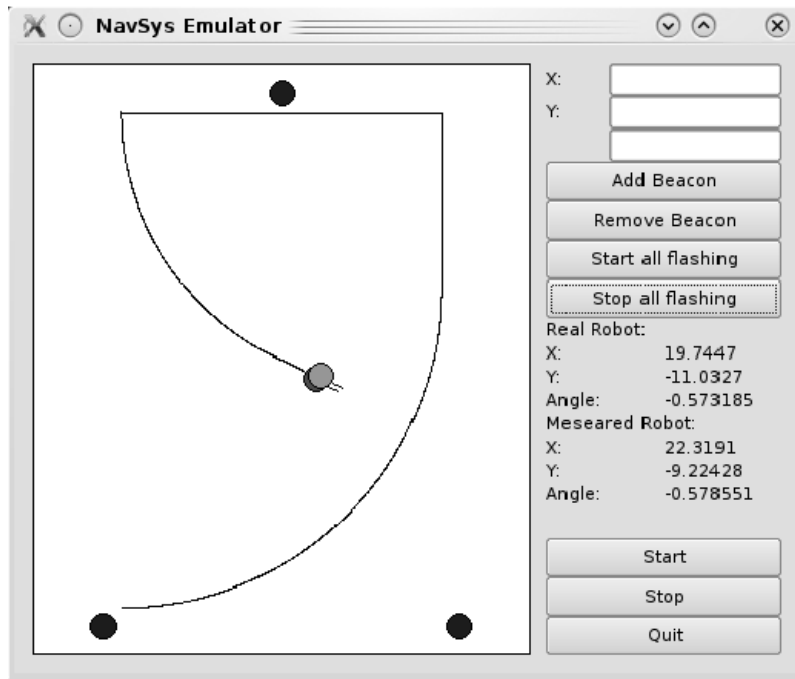 NavSys Emulator
X:
Y:
Add Beacon
Remove Beacon
Start all flashing
Stop all flashing
Real Robot:
X: 19.7447
Y: -11.0327
Angle: -0.573185
Meseared Robot:
X: 22.3191
Y: -9.22428
Angle: -0.578551
Start
Stop
Quit